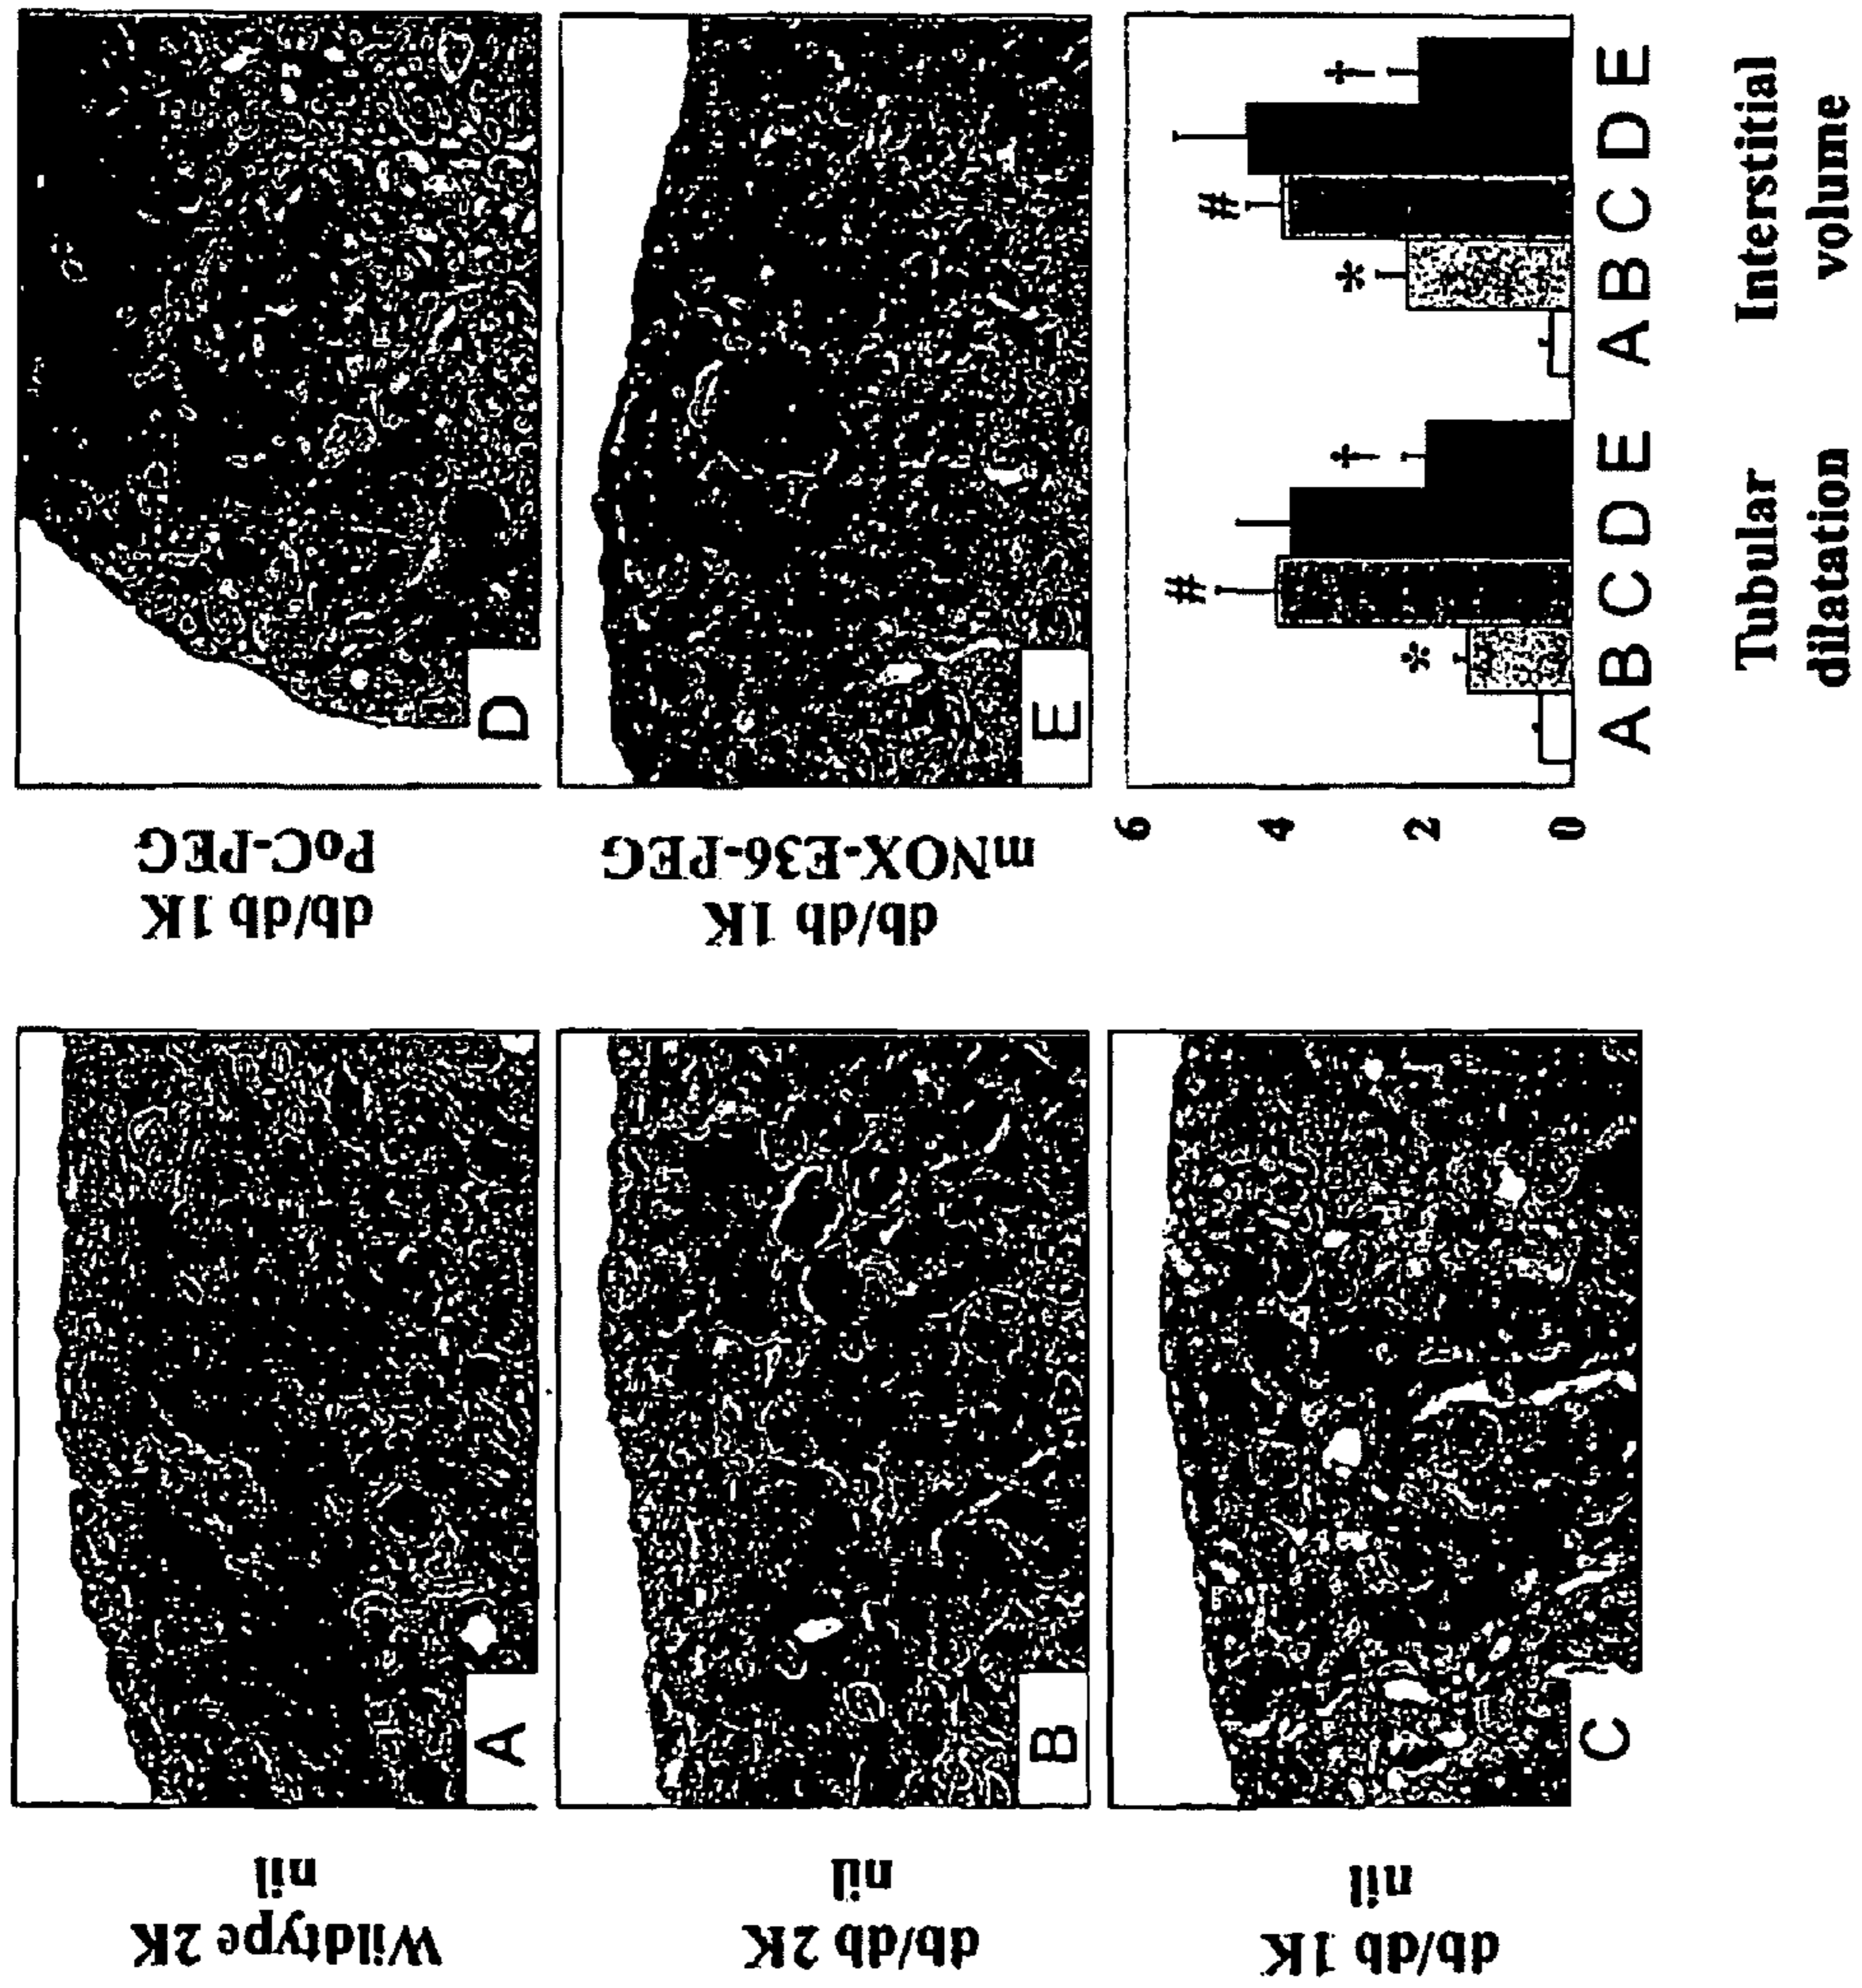 Wildtype 2K
nil
A
db/db 2K
nil
B
db/db 1K
nil
C
db/db 1K
PoC-PEG
D
db/db 1K
mNOX-E36-PEG
E
6
4
2
0
*
#
†
*
#
†
A B C D E A B C D E
Tubular
dilatation
Interstitial
volume